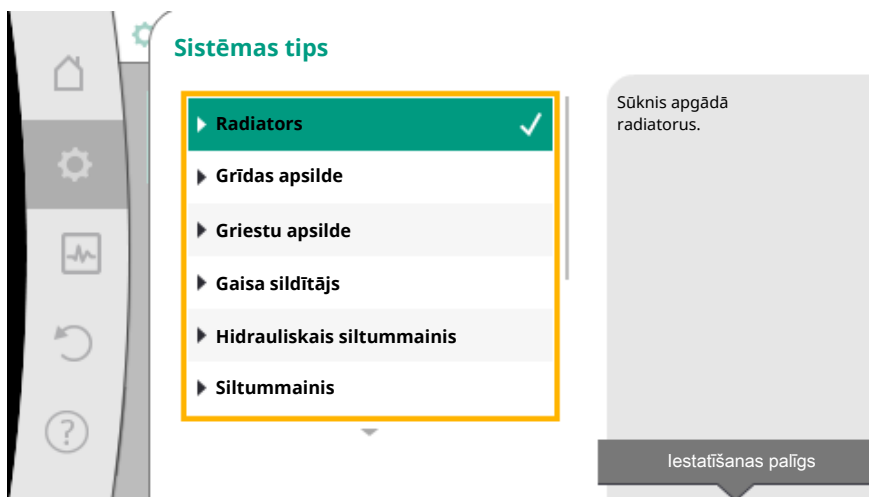 Sistēmas tips
Radiators
Grīdas apsilde
Griestu apsilde
Gaisa sildītājs
Hidrauliskais siltummainis
Siltummainis
Sūknis apgādā
radiatorus.
Iestatīšanas palīgs
?